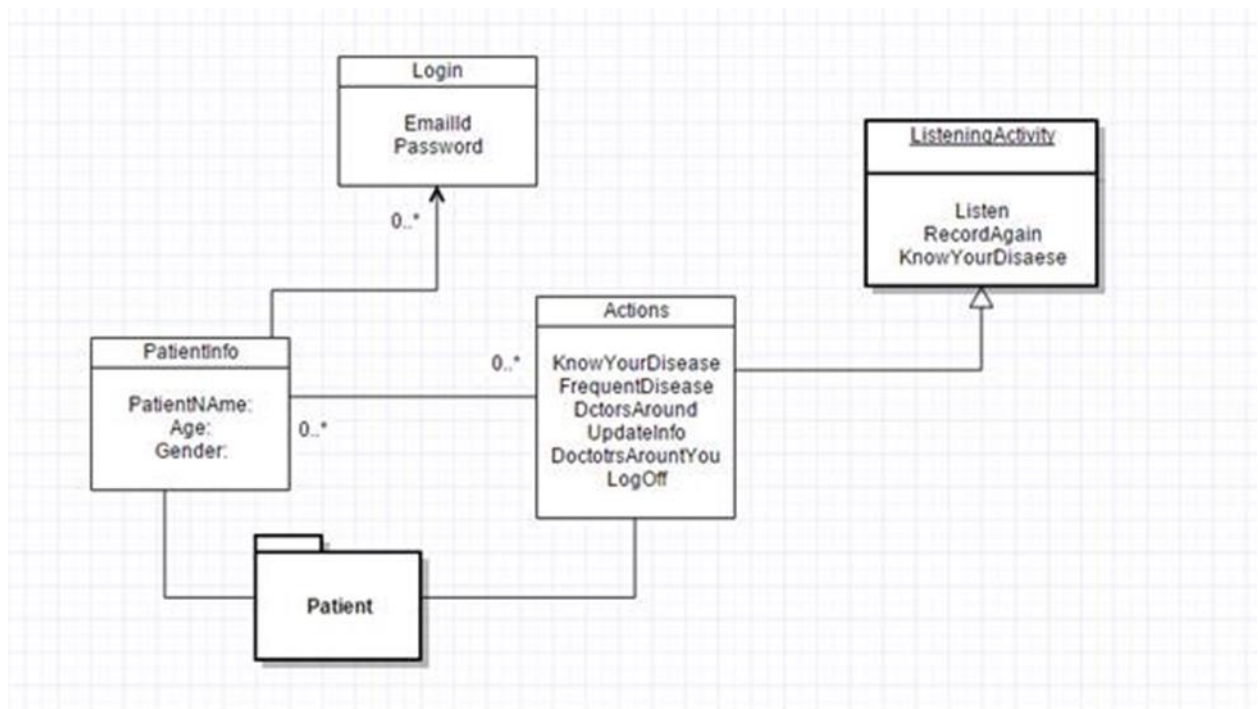 Login
EmailId
Password
0..*
ListeningActivity
Listen
RecordAgain
KnowYourDisaese
Actions
KnowYourDisease
FrequentDisease
DctorsAround
UpdateInfo
DoctotrsArountYou
LogOff
0..*
PatientInfo
PatientNAme:
Age:
Gender:
0..*
Patient